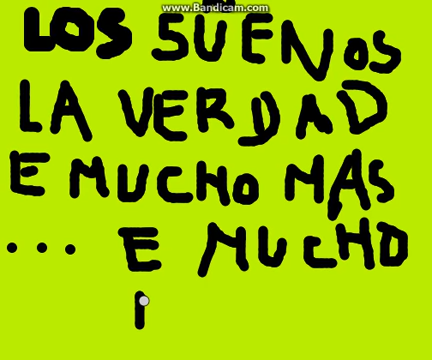 www.Bandicam.com
LOS SUENOS
LA VERDAD
E MUCHO MAS
... E MUCHO